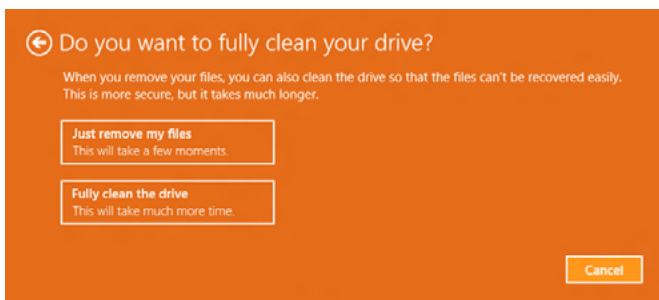 Do you want to fully clean your drive?
When you remove your files, you can also clean the drive so that the files can't be recovered easily.
This is more secure, but it takes much longer.
Just remove my files
This will take a few moments.
Fully clean the drive
This will take much more time.
Cancel